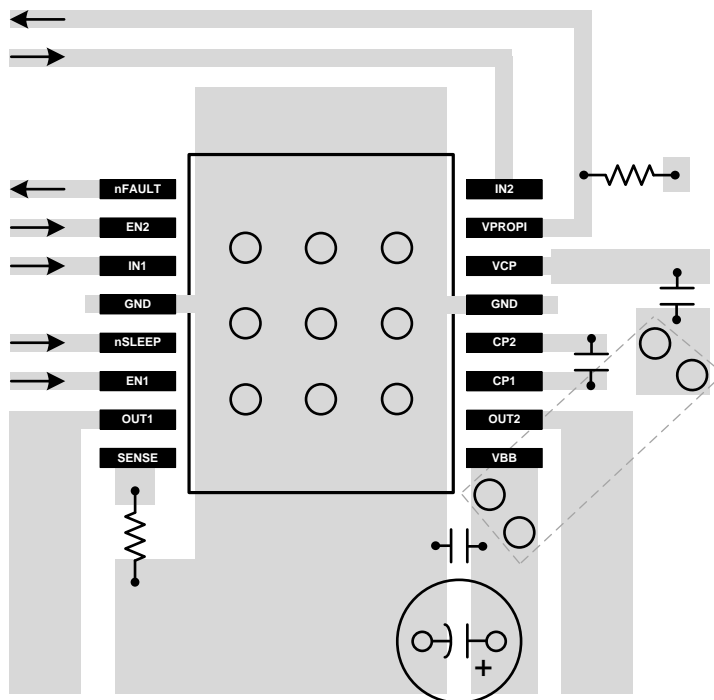 nFAULT
IN2
EN2
VPROPI
IN1
VCP
GND
GND
nSLEEP
CP2
EN1
CP1
OUT1
OUT2
SENSE
VBB
+